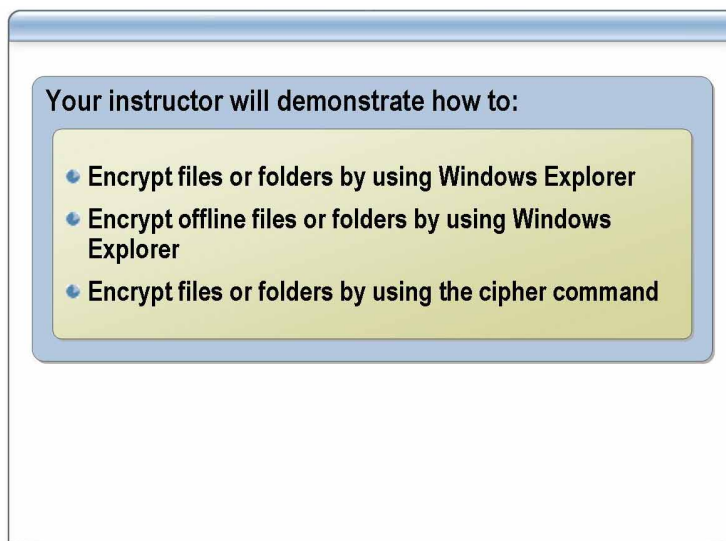 Your instructor will demonstrate how to:
Encrypt files or folders by using Windows Explorer
Encrypt offline files or folders by using Windows
Explorer
Encrypt files or folders by using the cipher command